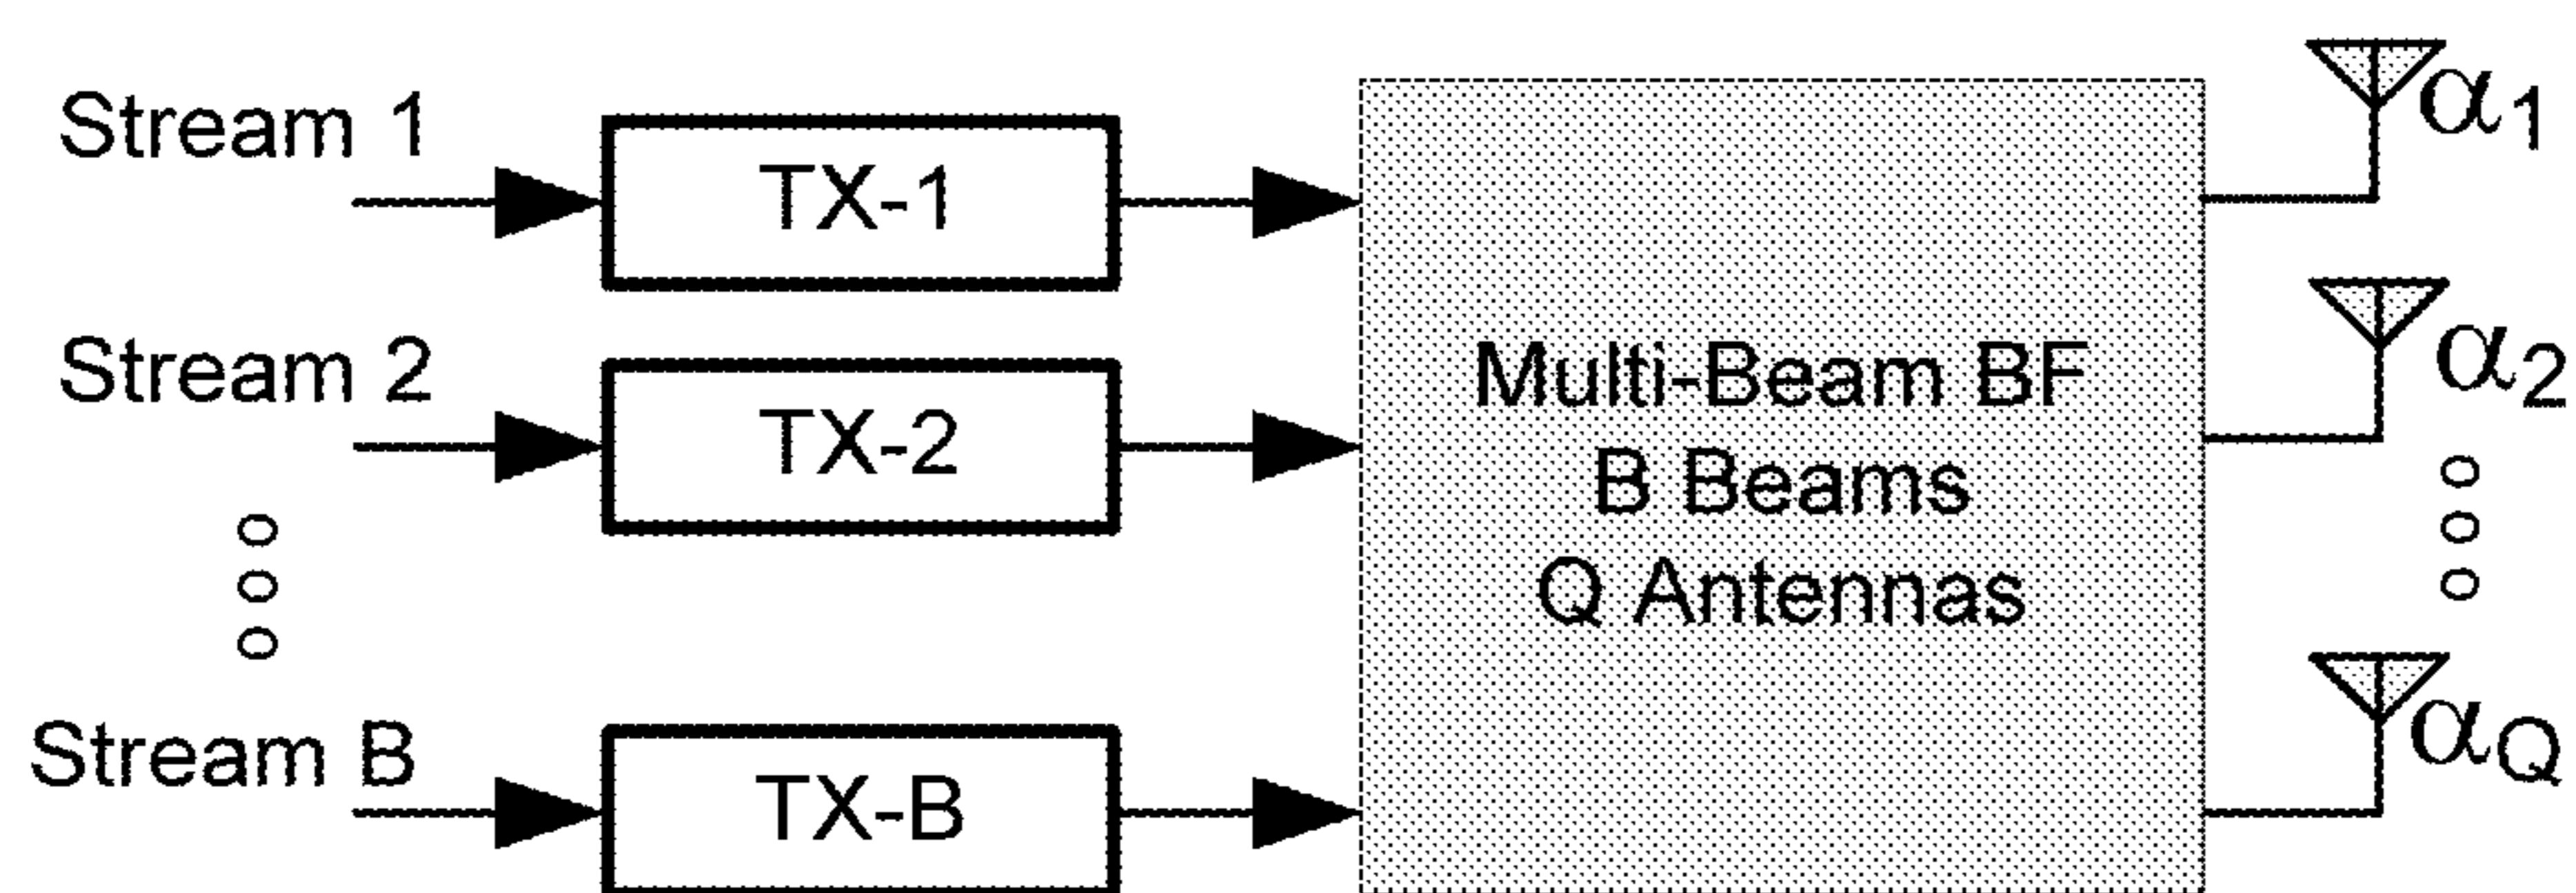 Stream 1
TX-1
α1
Stream 2
TX-2
α2
Multi-Beam BF
B Beams
Q Antennas
Stream B
TX-B
αQ